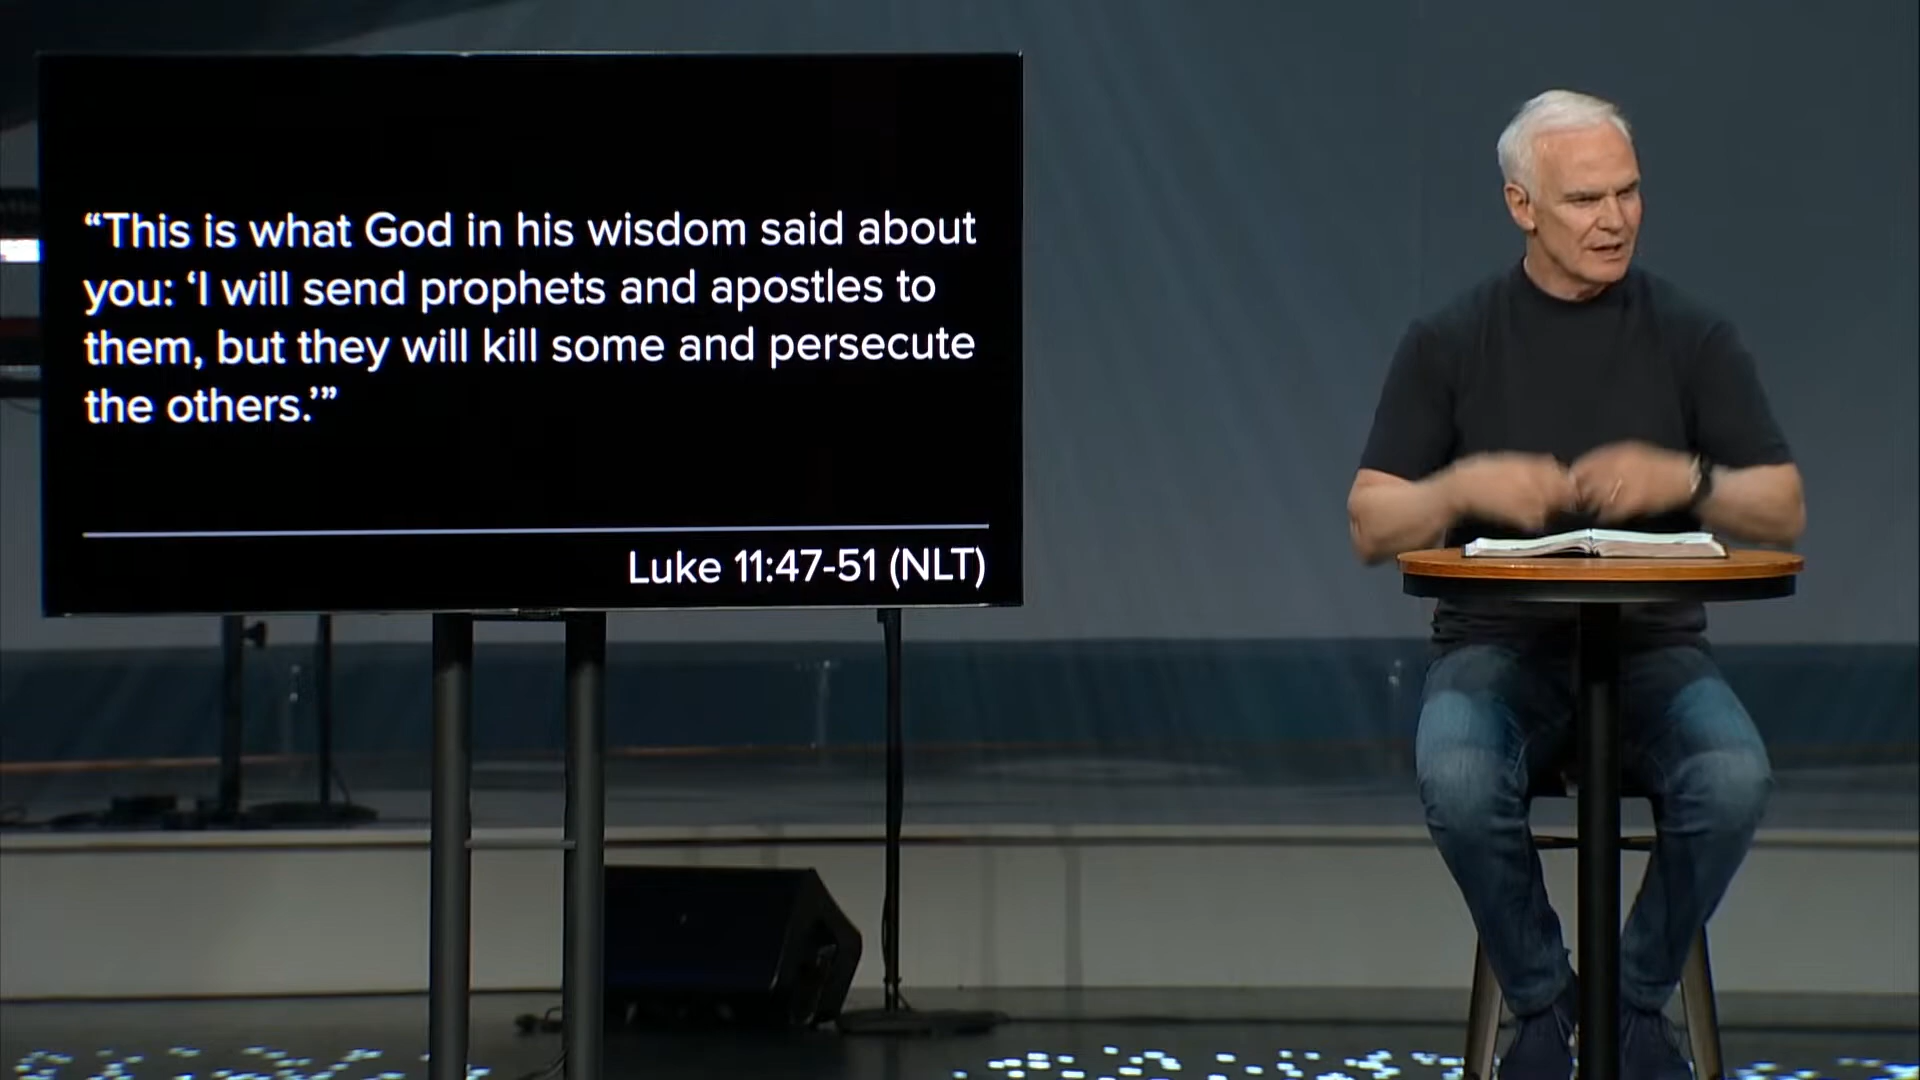 “This is what God in his wisdom said about
you: ‘I will send prophets and apostles to
them, but they will kill some and persecute
the others.’”
Luke 11:47-51 (NLT)